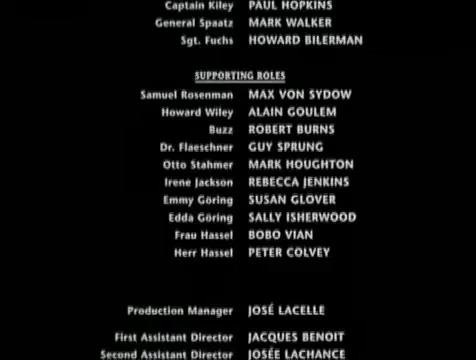 Captain Kiley PAUL HOPKINS
General Spaatz MARK WALKER
Sgt. Fuchs HOWARD BILERMAN
SUPPORTING ROLES
Samuel Rosenman MAX VON SYDOW
Howard Wiley ALAIN GOULEM
Buzz ROBERT BURNS
Dr. Flaeschner GUY SPRUNG
Otto Stahmer MARK HOUGHTON
Irene Jackson REBECCA JENKINS
Emmy Göring SUSAN GLOVER
Edda Göring SALLY ISHERWOOD
Frau Hassel BOBO VIAN
Herr Hassel PETER COLVEY
Production Manager JOSÉ LACELLE
First Assistant Director JACQUES BENOIT
Second Assistant Director JOSÉE LACHANCE